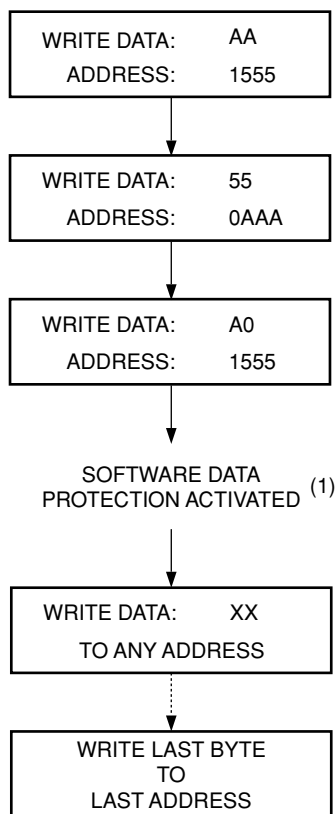 WRITE DATA: AA
ADDRESS: 1555
WRITE DATA: 55
ADDRESS: 0AAA
WRITE DATA: A0
ADDRESS: 1555
SOFTWARE DATA
PROTECTION ACTIVATED (1)
WRITE DATA: XX
TO ANY ADDRESS
WRITE LAST BYTE
TO
LAST ADDRESS